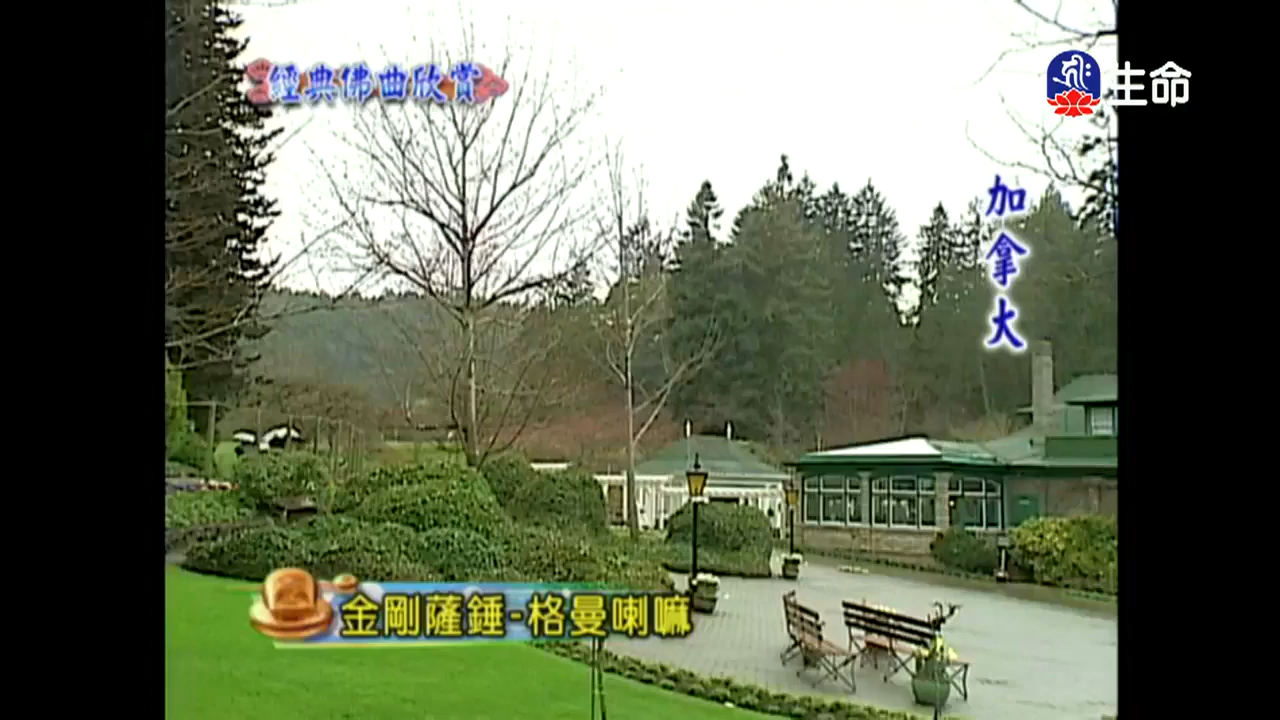 經典佛曲欣賞
生命
加拿大
金剛薩錘-格曼喇嘛